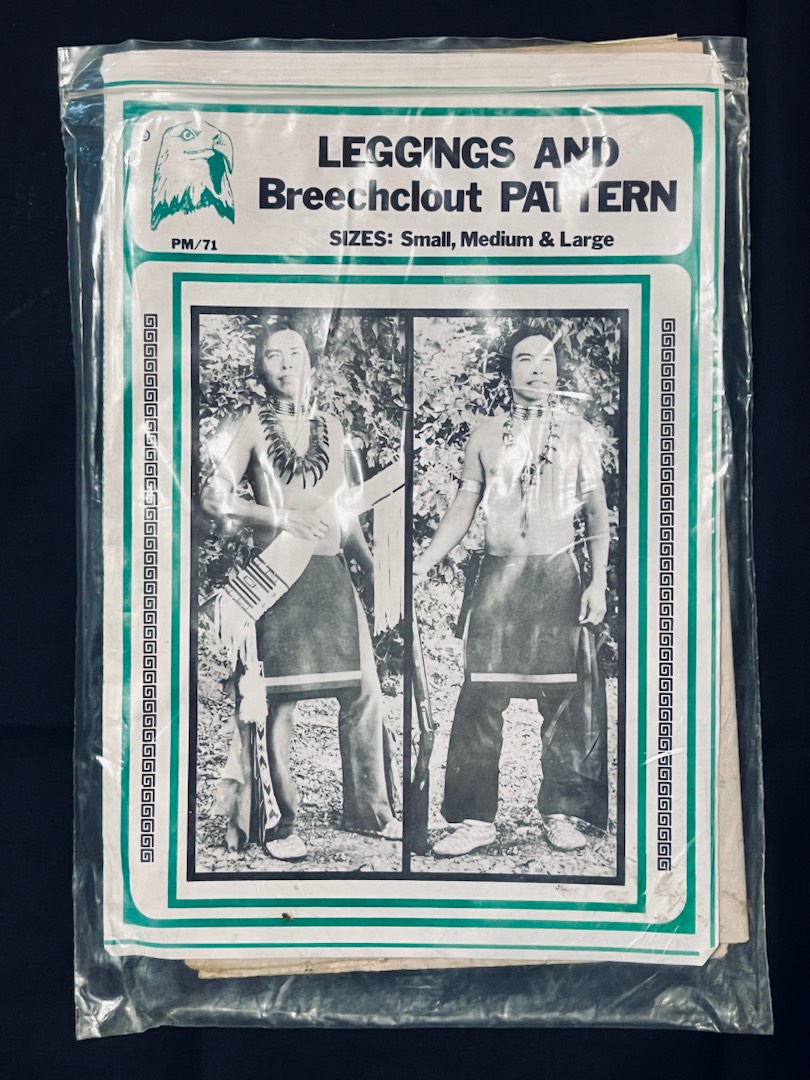 LEGGINGS AND
Breechclout PATTERN
PM/71
SIZES: Small, Medium & Large